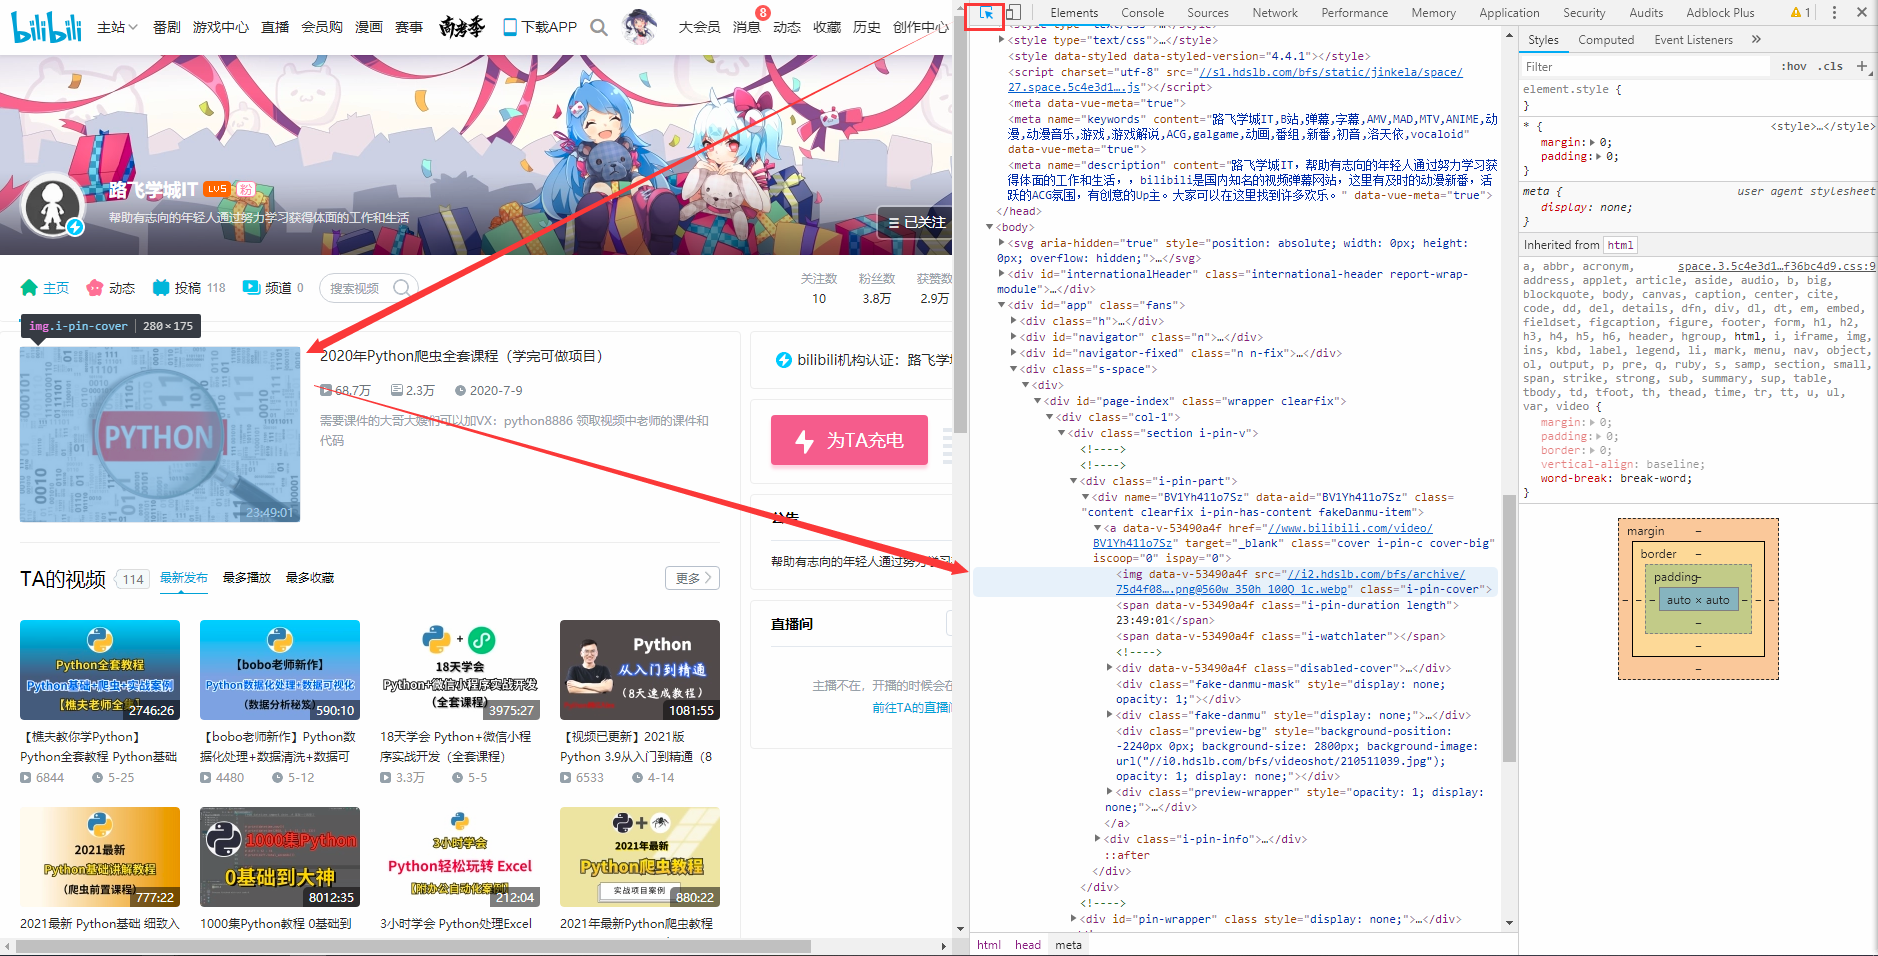 bilibili 主站 番剧 游戏中心 直播 会员购 漫画 赛事 下载APP 大会员 消息 8 动态 收藏 历史 创作中心
路飞学城IT LV5 粉
帮助有志向的年轻人通过努力学习获得体面的工作和生活
已关注
主页 动态 投稿 118 频道 0 搜索视频
关注数 粉丝数 获赞数
10 3.8万 2.9万
img.i-pin-cover 280×175
PYTHON
23:49:01
2020年Python爬虫全套课程（学完可做项目）
68.7万 2.3万 2020-7-9
需要课件的大哥大嫂们可以加VX：python8886 领取视频中老师的课件和
代码
bilibili机构认证：路飞学
为TA充电
公告
帮助有志向的年轻人通过努力学习
直播间
主播不在，开播的时候会在
前往TA的直播
TA的视频 114 最新发布 最多播放 最多收藏 更多
Python全套教程
Python基础+爬虫+实战案例
【樵夫老师全集】
2746:26
【樵夫教你学Python】
Python全套教程 Python基础
6844 5-25
【bobo老师新作】
Python数据化处理+数据可视化
（数据分析秘笈）
590:10
【bobo老师新作】Python数
据化处理+数据清洗+数据可
4480 5-12
+
18天学会
Python+微信小程序实战开发
（全套课程）
3975:27
18天学会 Python+微信小程
序实战开发（全套课程）
3.3万 5-5
Python
从入门到精通
（8天速成教程）
1081:55
【视频已更新】2021版
Python 3.9从入门到精通（8
6533 4-14
2021最新
Python基础讲解教程
（爬虫前置课程）
777:22
2021最新 Python基础 细致入
1000集Python
0基础到大神
8012:35
1000集Python教程 0基础到
3小时学会
Python轻松玩转 Excel
【附办公自动化案例】
212:04
3小时学会 Python处理Excel
+
2021年最新
Python爬虫教程
实战项目案例
880:22
2021年最新Python爬虫教程
Elements Console Sources Network Performance Memory Application Security Audits Adblock Plus 1
<style type="text/css">…</style>
<style data-styled data-styled-version="4.4.1"></style>
<script charset="utf-8" src="//s1.hdslb.com/bfs/static/jinkela/space/
27.space.5c4e3d1….js"></script>
<meta data-vue-meta="true">
<meta name="keywords" content="路飞学城IT,B站,弹幕,字幕,AMV,MAD,MTV,ANIME,动
漫,动漫音乐,游戏,游戏解说,ACG,galgame,动画,番组,新番,初音,洛天依,vocaloid"
data-vue-meta="true">
<meta name="description" content="路飞学城IT，帮助有志向的年轻人通过努力学习获
得体面的工作和生活，，bilibili是国内知名的视频弹幕网站，这里有及时的动漫新番，活
跃的ACG氛围，有创意的Up主。大家可以在这里找到许多欢乐。" data-vue-meta="true">
</head>
<body>
<svg aria-hidden="true" style="position: absolute; width: 0px; height:
0px; overflow: hidden;">…</svg>
<div id="internationalHeader" class="international-header report-wrap-
module">…</div>
<div id="app" class="fans">
<div class="h">…</div>
<div id="navigator" class="n">…</div>
<div id="navigator-fixed" class="n n-fix">…</div>
<div class="s-space">
<div>
<div id="page-index" class="wrapper clearfix">
<div class="col-1">
<div class="section i-pin-v">
<!---->
<!---->
<div class="i-pin-part">
<div name="BV1Yh411o7Sz" data-aid="BV1Yh411o7Sz" class=
"content clearfix i-pin-has-content fakeDanmu-item">
<a data-v-53490a4f href="//www.bilibili.com/video/
BV1Yh411o7Sz" target="_blank" class="cover i-pin-c cover-big"
iscoop="0" ispay="0">
<img data-v-53490a4f src="//i2.hdslb.com/bfs/archive/
75d4f08….png@560w_350h_100Q_1c.webp" class="i-pin-cover">
<span data-v-53490a4f class="i-pin-duration length">
23:49:01</span>
<span data-v-53490a4f class="i-watchlater"></span>
<!---->
<div data-v-53490a4f class="disabled-cover">…</div>
<div class="fake-danmu-mask" style="display: none;
opacity: 1;"></div>
<div class="fake-danmu" style="display: none;">…</div>
<div class="preview-bg" style="background-position:
-2240px 0px; background-size: 2800px; background-image:
url("//i0.hdslb.com/bfs/videoshot/210511039.jpg");
opacity: 1; display: none;"></div>
<div class="preview-wrapper" style="opacity: 1; display:
none;">…</div>
</a>
<div class="i-pin-info">…</div>
::after
</div>
</div>
<!---->
<div id="pin-wrapper" class style="display: none;">…</div>
html head meta
Styles Computed Event Listeners »
Filter :hov .cls +
element.style {
}
* { <style>…</style>
margin: 0;
padding: 0;
}
meta { user agent stylesheet
display: none;
}
Inherited from html
a, abbr, acronym, space.3.5c4e3d1…f36bc4d9.css:9
address, applet, article, aside, audio, b, big,
blockquote, body, canvas, caption, center, cite,
code, dd, del, details, dfn, div, dl, dt, em, embed,
fieldset, figcaption, figure, footer, form, h1, h2,
h3, h4, h5, h6, header, hgroup, html, i, iframe, img,
ins, kbd, label, legend, li, mark, menu, nav, object,
ol, output, p, pre, q, ruby, s, samp, section, small,
span, strike, strong, sub, summary, sup, table,
tbody, td, tfoot, th, thead, time, tr, tt, u, ul,
var, video {
margin: 0;
padding: 0;
border: 0;
vertical-align: baseline;
word-break: break-word;
}
margin –
border –
padding–
– – – auto × auto – – –
–
–
–